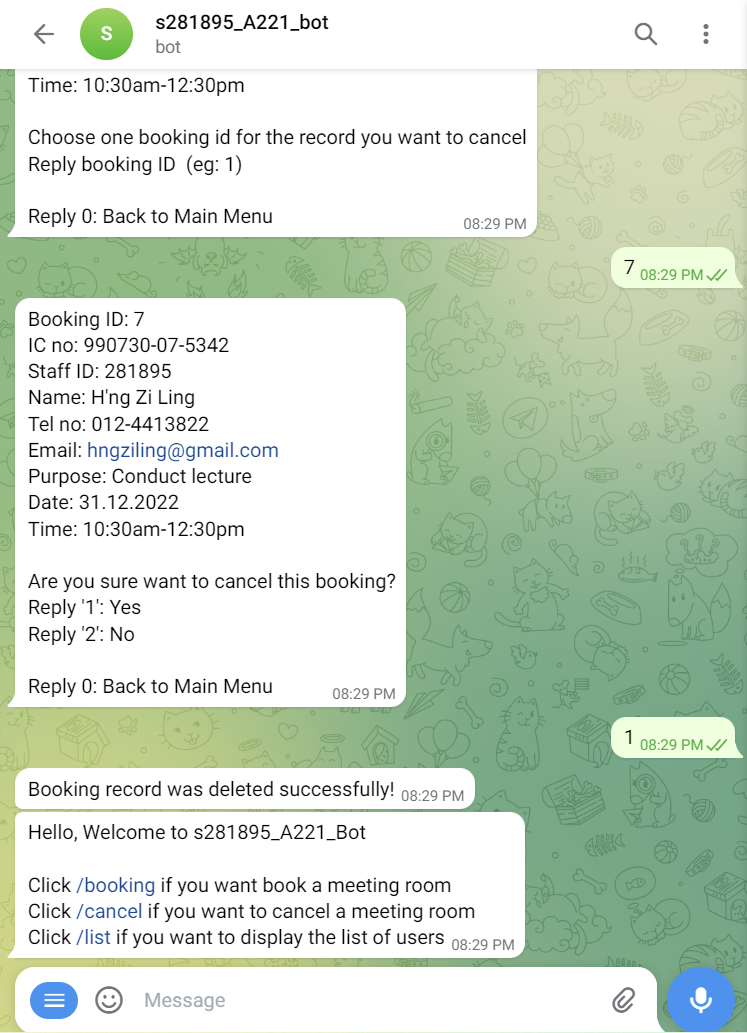 s281895_A221_bot
S
bot
Time: 10:30am-12:30pm
Choose one booking id for the record you want to cancel
Reply booking ID  (eg: 1)
Reply 0: Back to Main Menu
08:29 PM
7 08:29 PM
Booking ID: 7
IC no: 990730-07-5342
Staff ID: 281895
Name: H'ng Zi Ling
Tel no: 012-4413822
Email: hngziling@gmail.com
Purpose: Conduct lecture
Date: 31.12.2022
Time: 10:30am-12:30pm
Are you sure want to cancel this booking?
Reply '1': Yes
Reply '2': No
Reply 0: Back to Main Menu
08:29 PM
1 08:29 PM
Booking record was deleted successfully! 08:29 PM
Hello, Welcome to s281895_A221_Bot
Click /booking if you want book a meeting room
Click /cancel if you want to cancel a meeting room
Click /list if you want to display the list of users 08:29 PM
Message